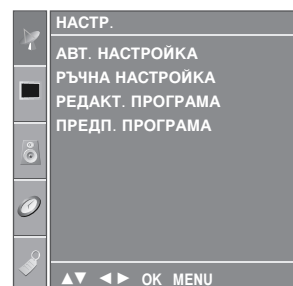 НАСТР.
АВТ. НАСТРОЙКА
РЪЧНА НАСТРОЙКА
РЕДАКТ. ПРОГРАМА
ПРЕДП. ПРОГРАМА
▲▼ ◄► OK MENU